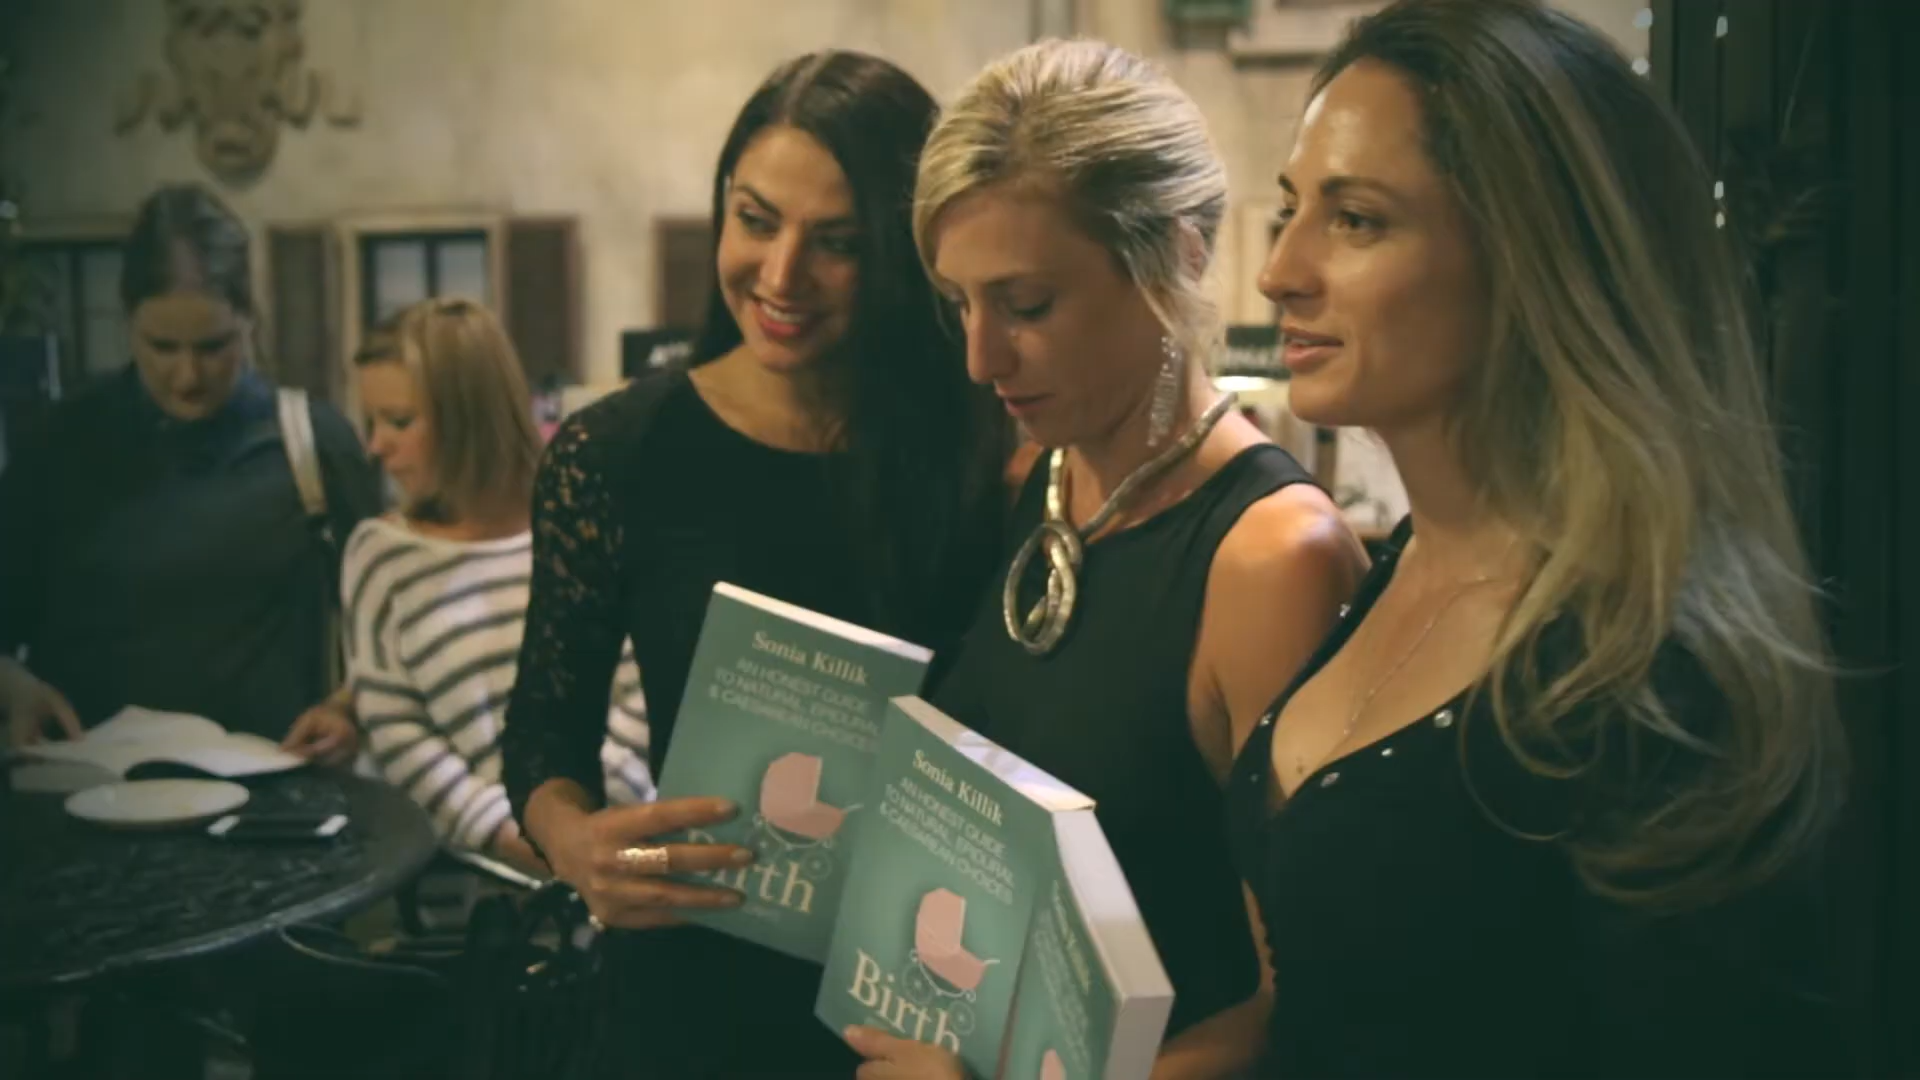 Sonia Killik
AN HONEST GUIDE
TO NATURAL, EPIDURAL
& CAESAREAN CHOICES
Birth
Sonia Killik
AN HONEST GUIDE
TO NATURAL, EPIDURAL
& CAESAREAN CHOICES
Birth